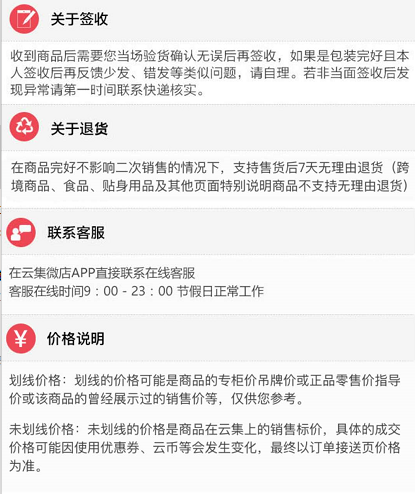 关于签收
收到商品后需要您当场验货确认无误后再签收，如果是包装完好且本
人签收后再反馈少发、错发等类似问题，请自理。若非当面签收后发
现异常请第一时间联系快递核实。
关于退货
在商品完好不影响二次销售的情况下，支持售货后7天无理由退货（跨
境商品、食品、贴身用品及其他页面特别说明商品不支持无理由退货）
联系客服
在云集微店APP直接联系在线客服
客服在线时间9：00 - 23：00 节假日正常工作
¥ 价格说明
划线价格：划线的价格可能是商品的专柜价吊牌价或正品零售价指导
价或该商品的曾经展示过的销售价等，仅供您参考。
未划线价格：未划线的价格是商品在云集上的销售标价，具体的成交
价格可能因使用优惠券、云币等会发生变化，最终以订单接送页价格
为准。